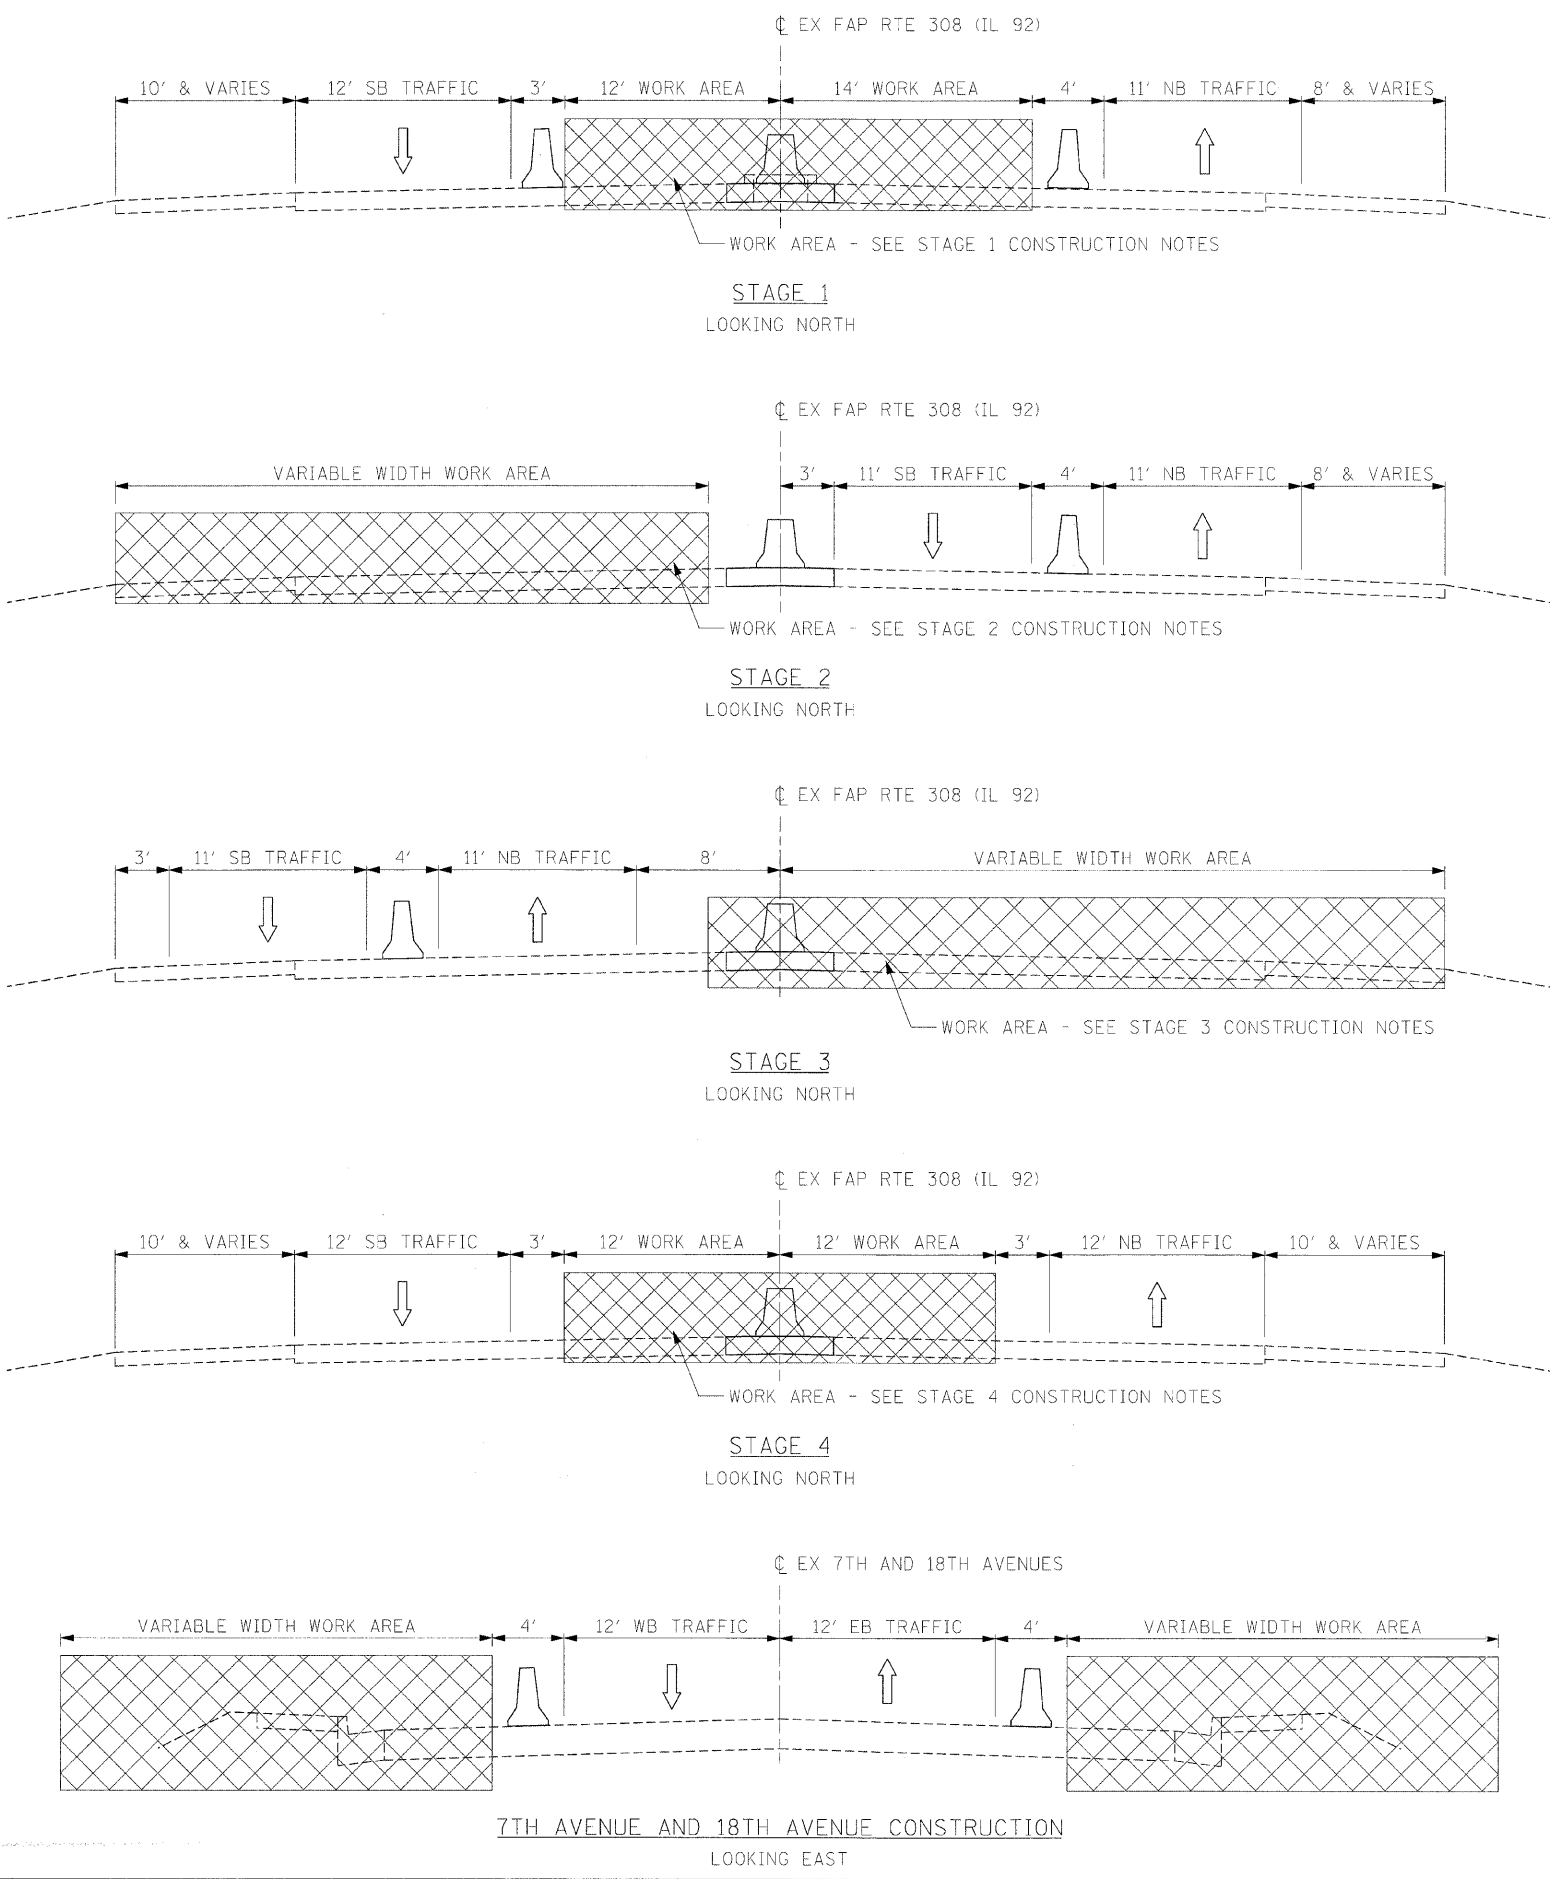 ℄ EX FAP RTE 308 (IL 92)
10' & VARIES 12' SB TRAFFIC 3' 12' WORK AREA 14' WORK AREA 4' 11' NB TRAFFIC 8' & VARIES
WORK AREA - SEE STAGE 1 CONSTRUCTION NOTES
STAGE 1
LOOKING NORTH
℄ EX FAP RTE 308 (IL 92)
VARIABLE WIDTH WORK AREA 3' 11' SB TRAFFIC 4' 11' NB TRAFFIC 8' & VARIES
WORK AREA - SEE STAGE 2 CONSTRUCTION NOTES
STAGE 2
LOOKING NORTH
℄ EX FAP RTE 308 (IL 92)
3' 11' SB TRAFFIC 4' 11' NB TRAFFIC 8' VARIABLE WIDTH WORK AREA
WORK AREA - SEE STAGE 3 CONSTRUCTION NOTES
STAGE 3
LOOKING NORTH
℄ EX FAP RTE 308 (IL 92)
10' & VARIES 12' SB TRAFFIC 3' 12' WORK AREA 12' WORK AREA 3' 12' NB TRAFFIC 10' & VARIES
WORK AREA - SEE STAGE 4 CONSTRUCTION NOTES
STAGE 4
LOOKING NORTH
℄ EX 7TH AND 18TH AVENUES
VARIABLE WIDTH WORK AREA 4' 12' WB TRAFFIC 12' EB TRAFFIC 4' VARIABLE WIDTH WORK AREA
7TH AVENUE AND 18TH AVENUE CONSTRUCTION
LOOKING EAST